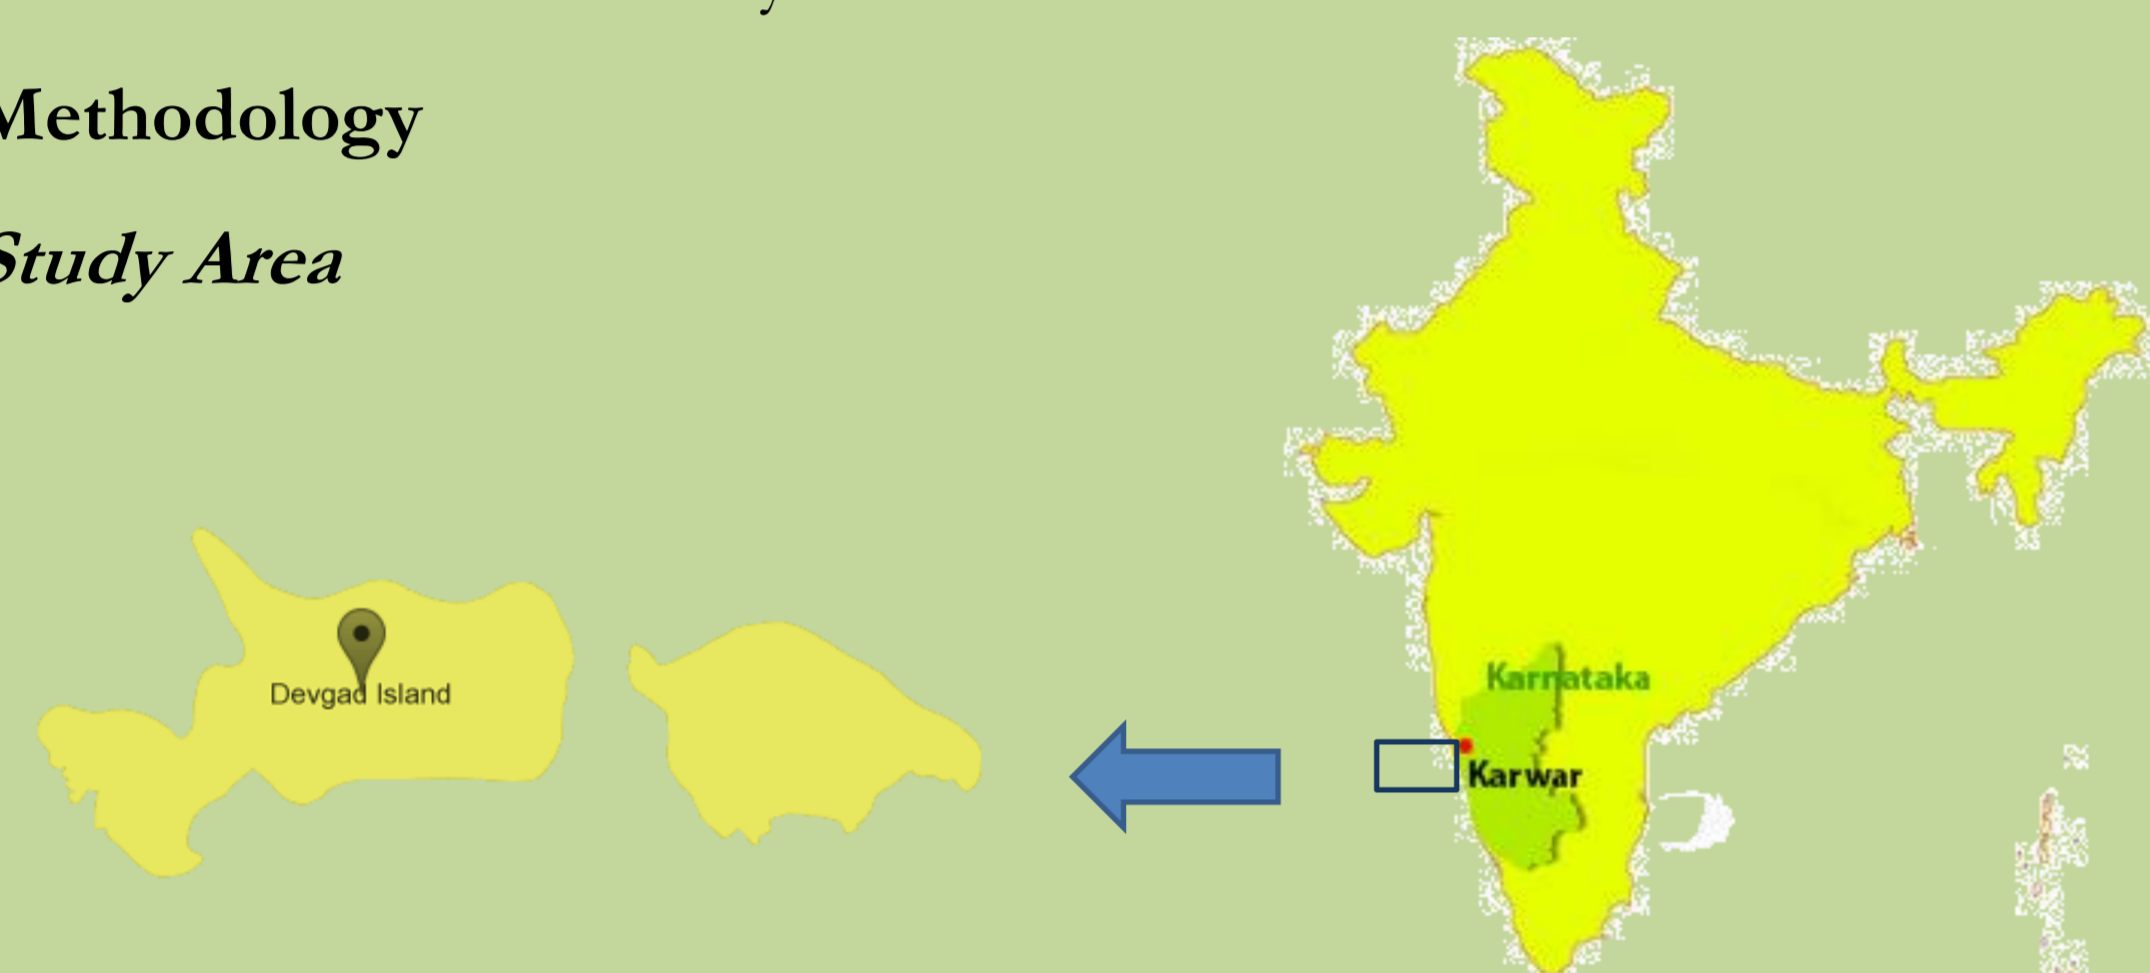 Methodology
Study Area
Devgad Island
Karnataka
Karwar